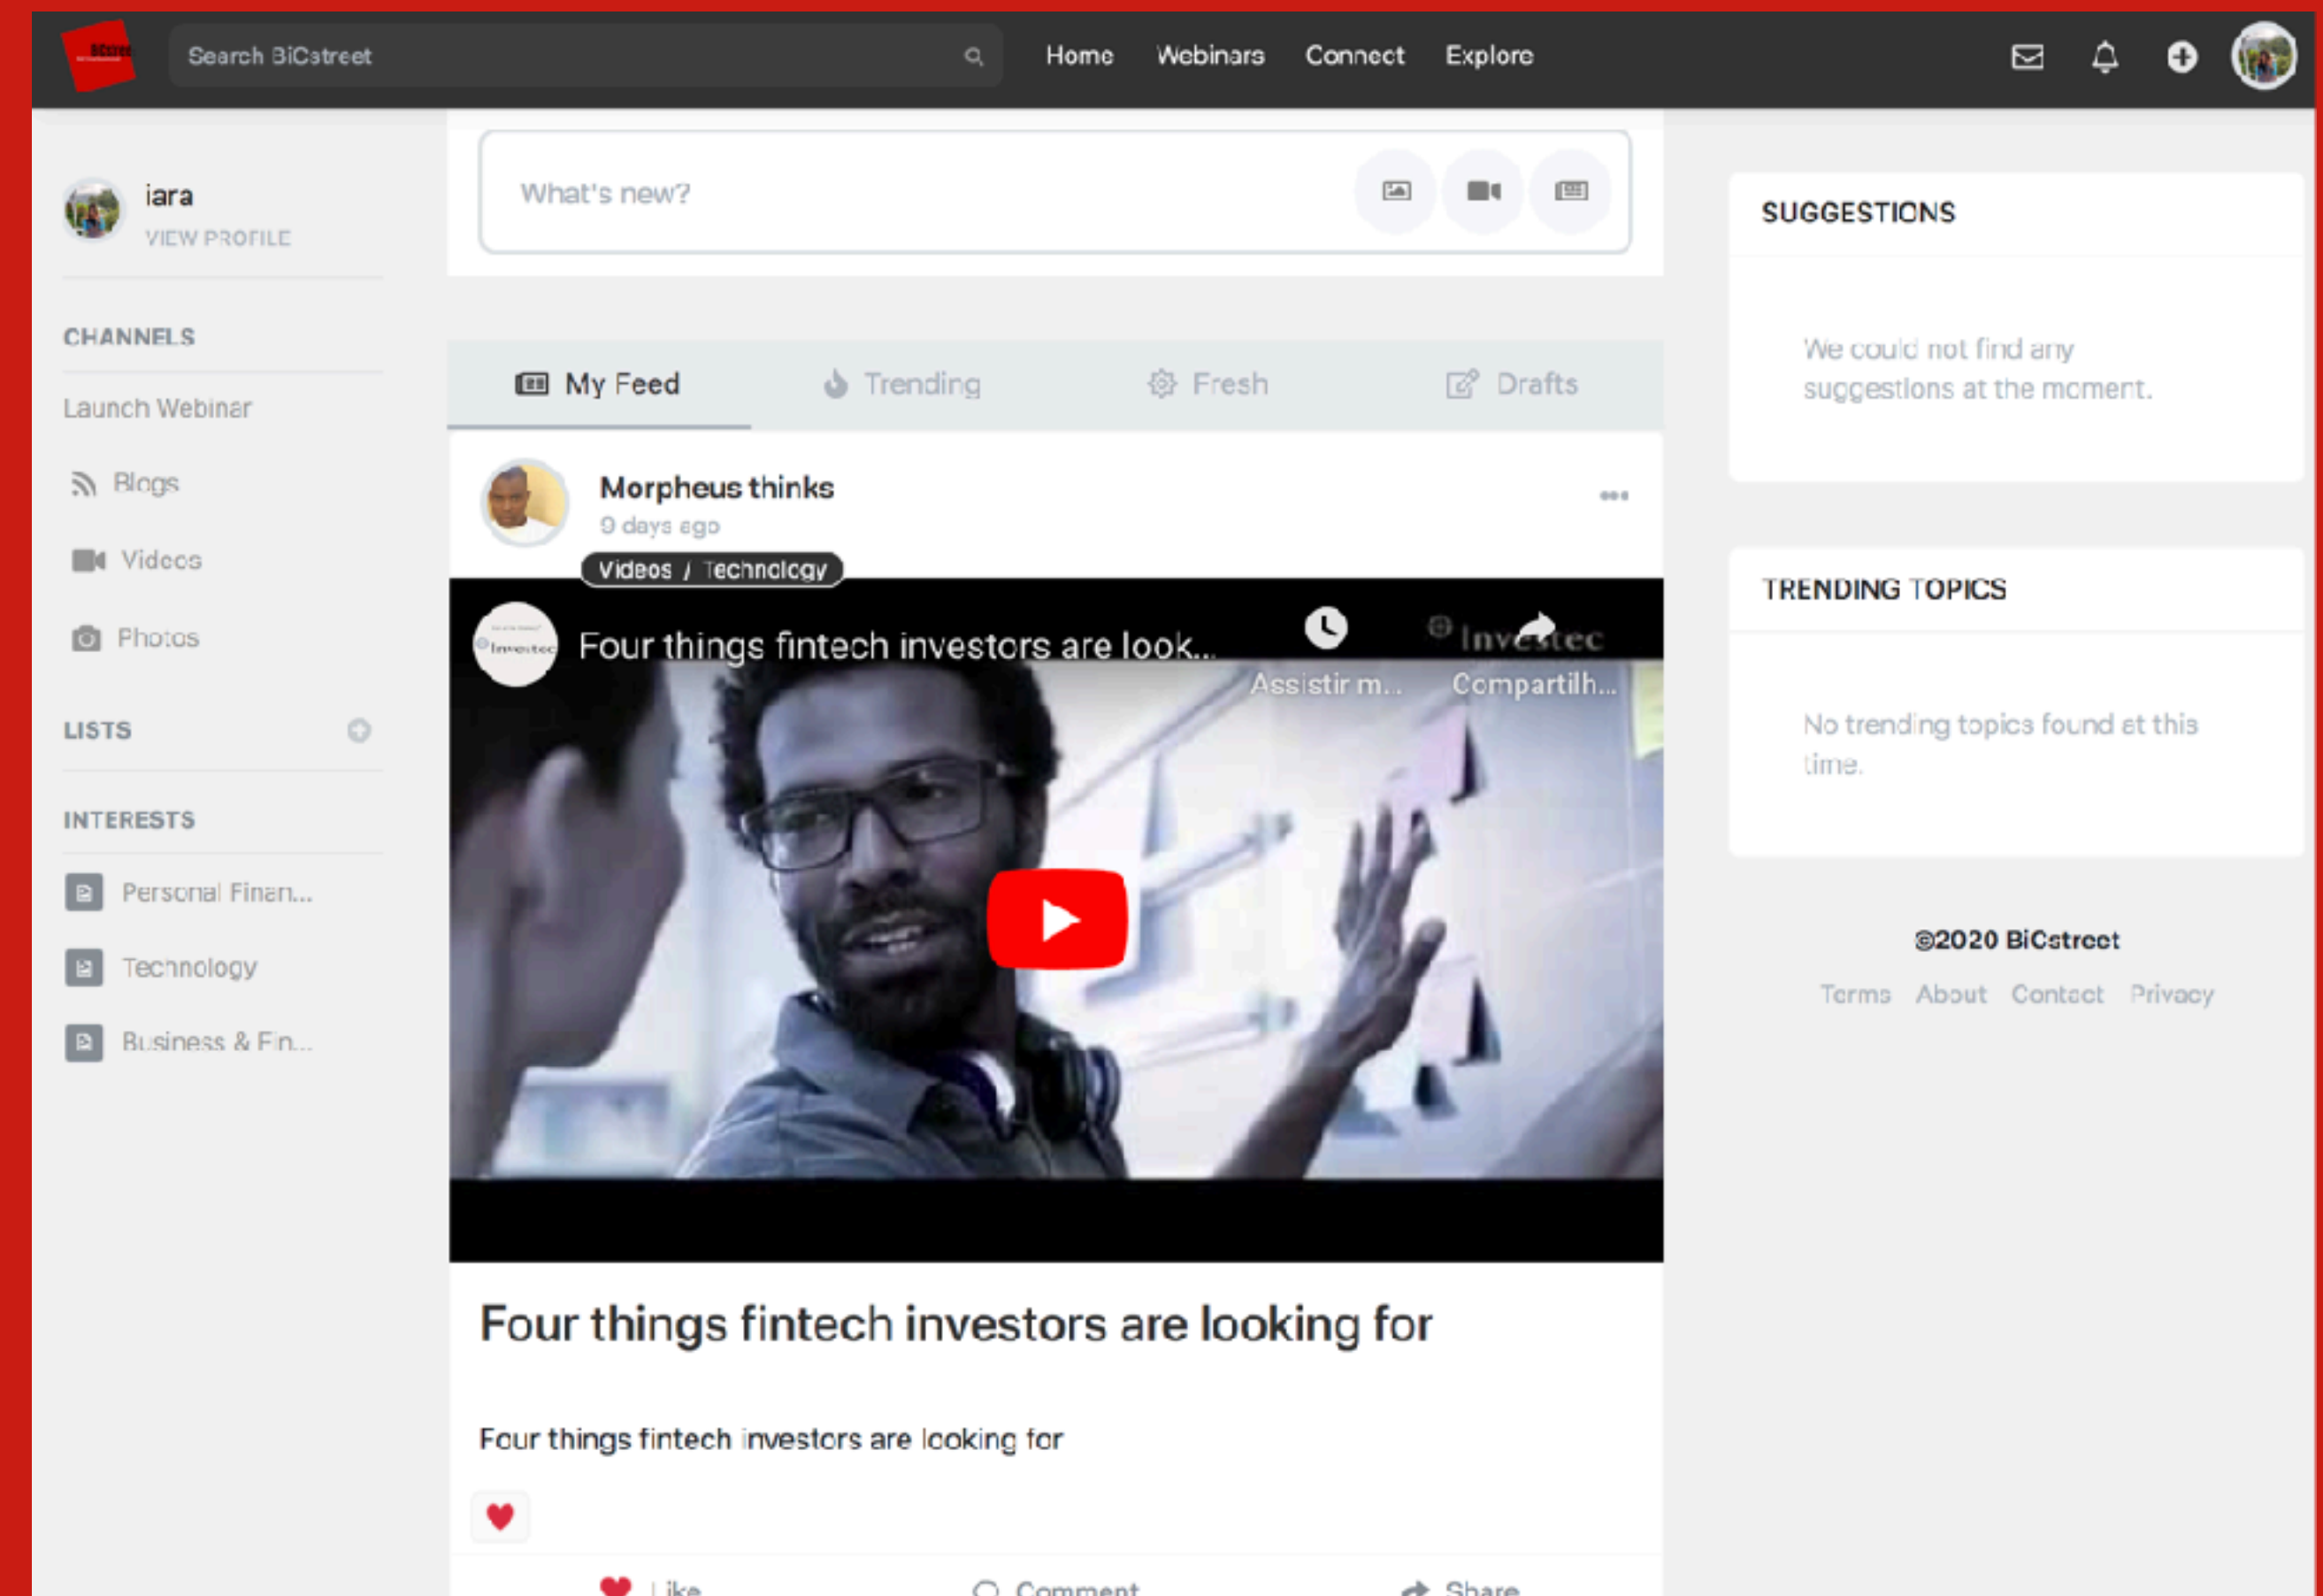 BiCstree
Search BiCstreet
Home
Webinars
Connect
Explore
iara
VIEW PROFILE
CHANNELS
Launch Webinar
Blogs
Videos
Photos
LISTS
INTERESTS
Personal Finan...
Technology
Business & Fin...
What's new?
My Feed
Trending
Fresh
Drafts
Morpheus thinks
9 days ago
Videos / Technology
Investec
Four things fintech investors are look...
Investec
Assistir m...
Compartilh...
Four things fintech investors are looking for
Four things fintech investors are looking for
Like
Comment
Share
SUGGESTIONS
We could not find any
suggestions at the moment.
TRENDING TOPICS
No trending topics found at this
time.
©2020 BiCstreet
Terms About Contact Privacy